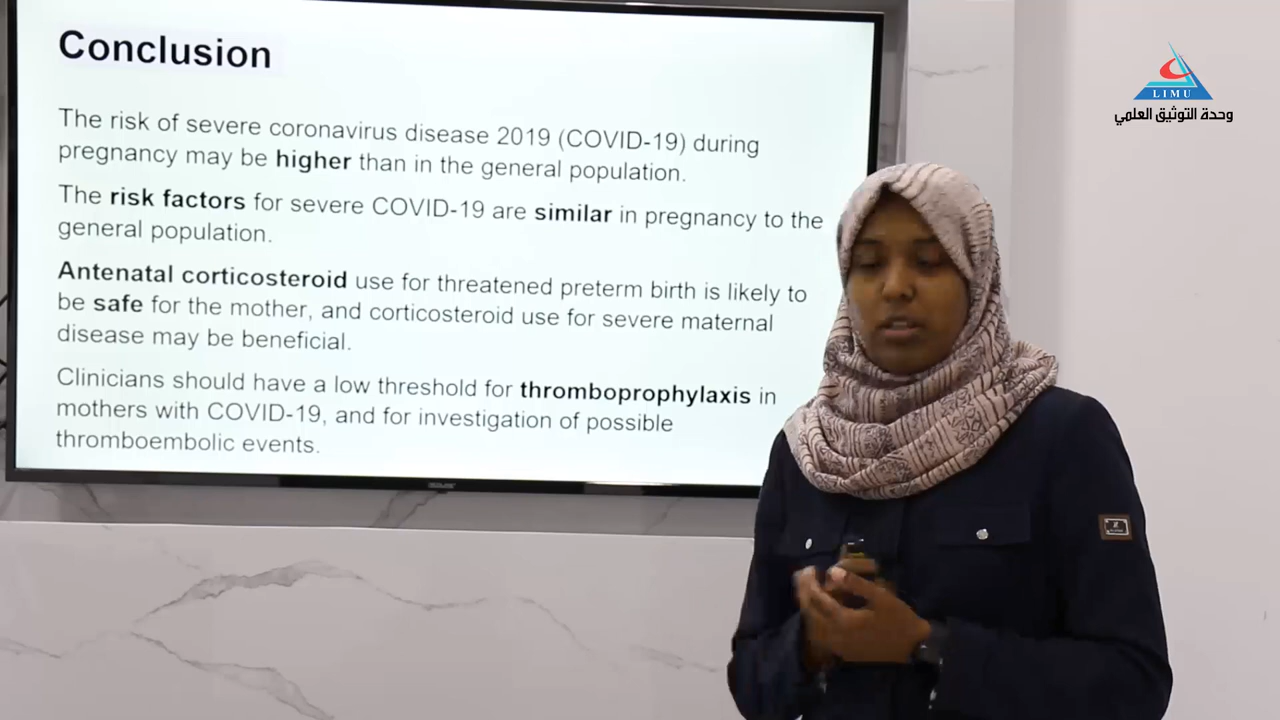 Conclusion
The risk of severe coronavirus disease 2019 (COVID-19) during
pregnancy may be higher than in the general population.
The risk factors for severe COVID-19 are similar in pregnancy to the
general population.
Antenatal corticosteroid use for threatened preterm birth is likely to
be safe for the mother, and corticosteroid use for severe maternal
disease may be beneficial.
Clinicians should have a low threshold for thromboprophylaxis in
mothers with COVID-19, and for investigation of possible
thromboembolic events.
LIMU
وحدة التوثيق العلمي